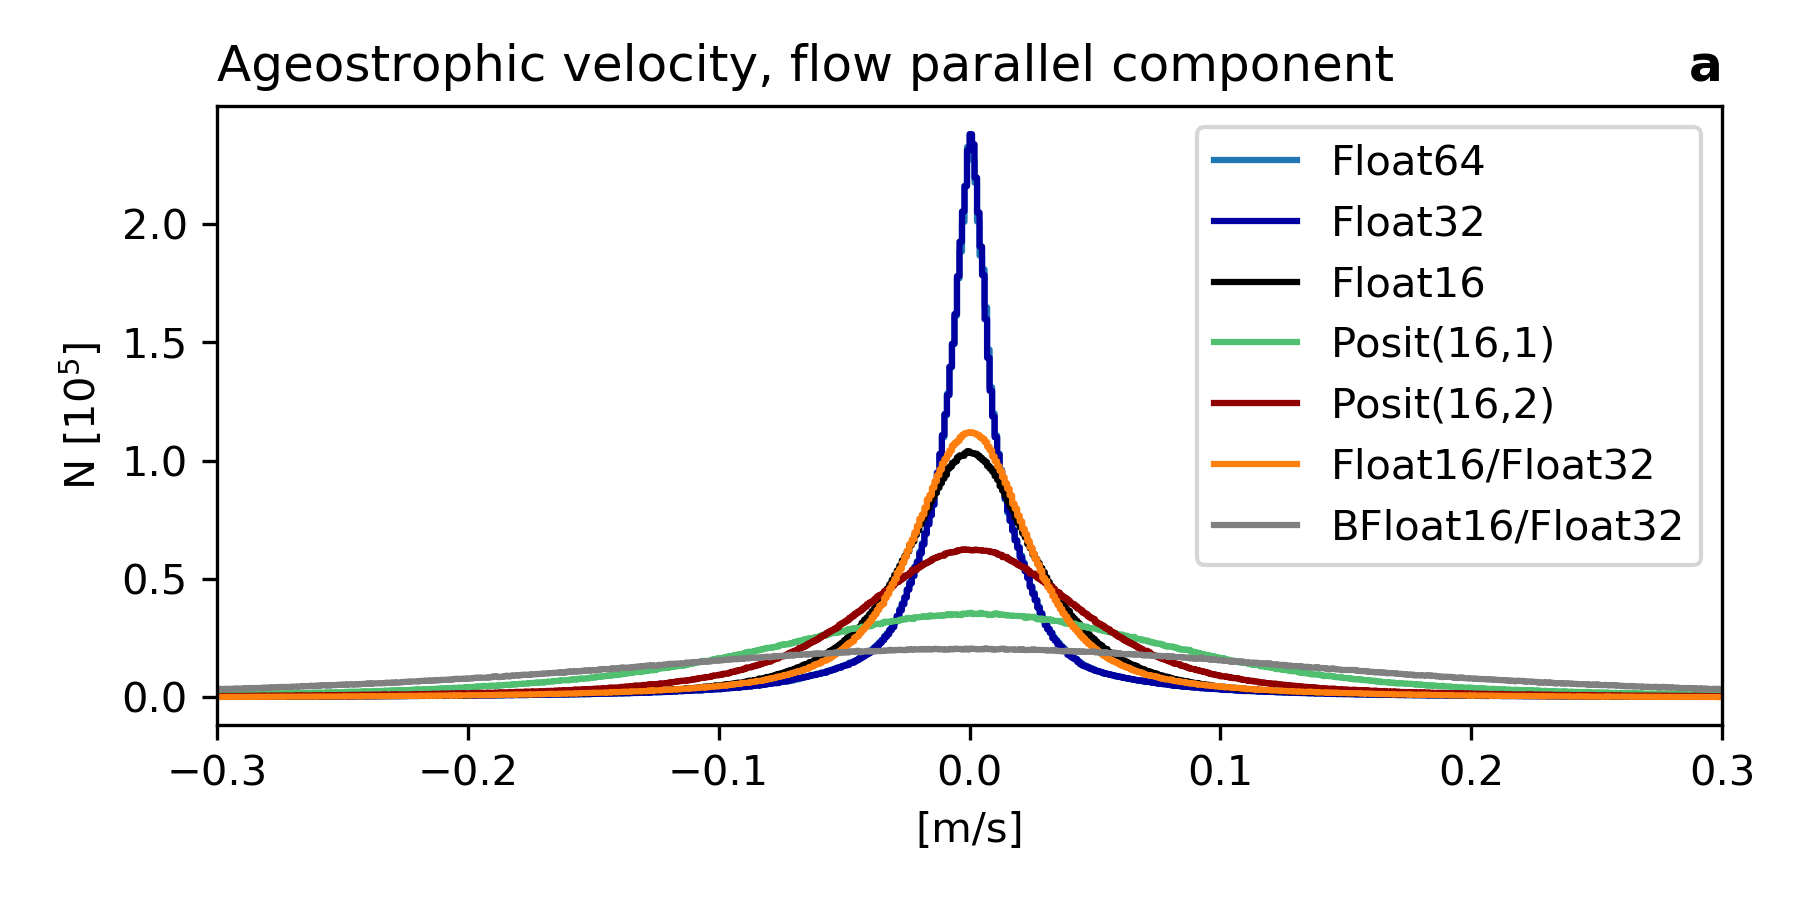 Ageostrophic velocity, flow parallel component a
Float64
Float32
Float16
Posit(16,1)
Posit(16,2)
Float16/Float32
BFloat16/Float32
N [10⁵]
2.0
1.5
1.0
0.5
0.0
−0.3 −0.2 −0.1 0.0 0.1 0.2 0.3
[m/s]